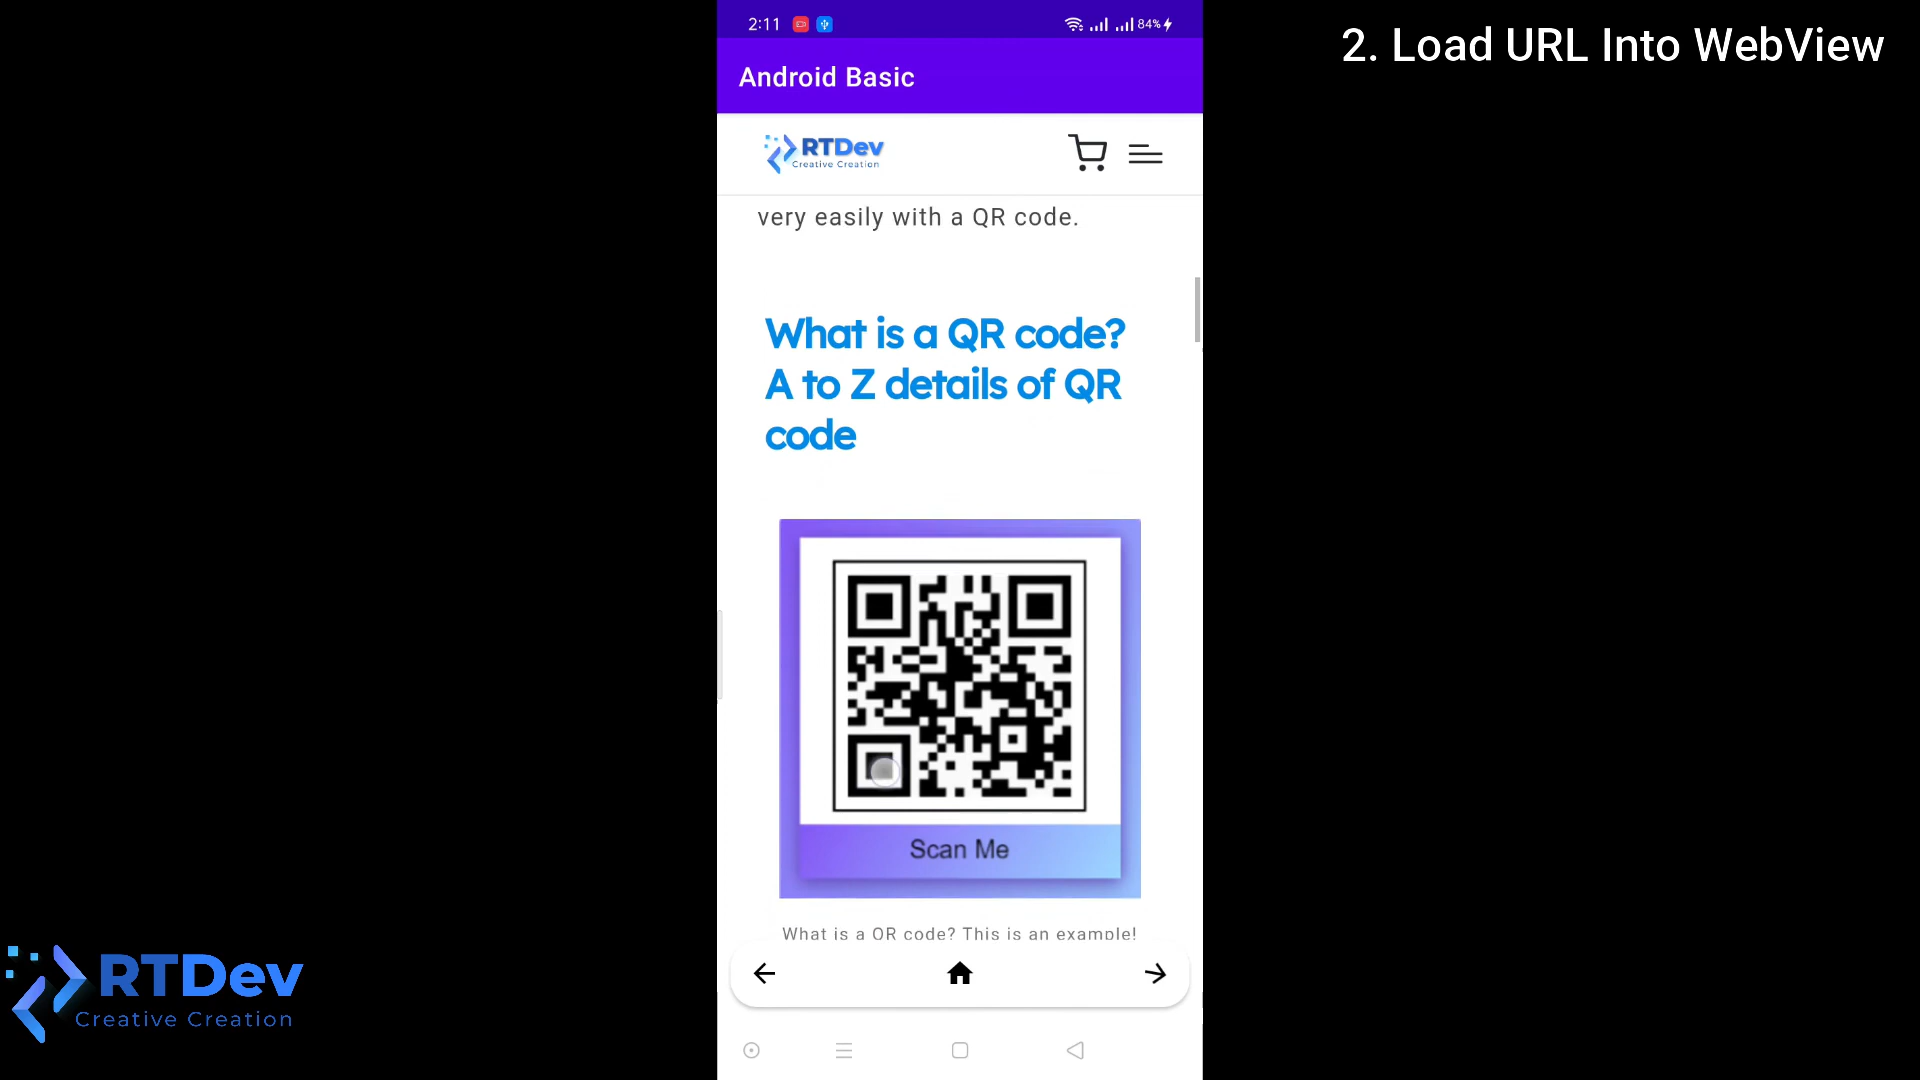 2:11
84%
2. Load URL Into WebView
Android Basic
RTDev
Creative Creation
very easily with a QR code.
What is a QR code?
A to Z details of QR
code
Scan Me
What is a QR code? This is an example!
RTDev
Creative Creation